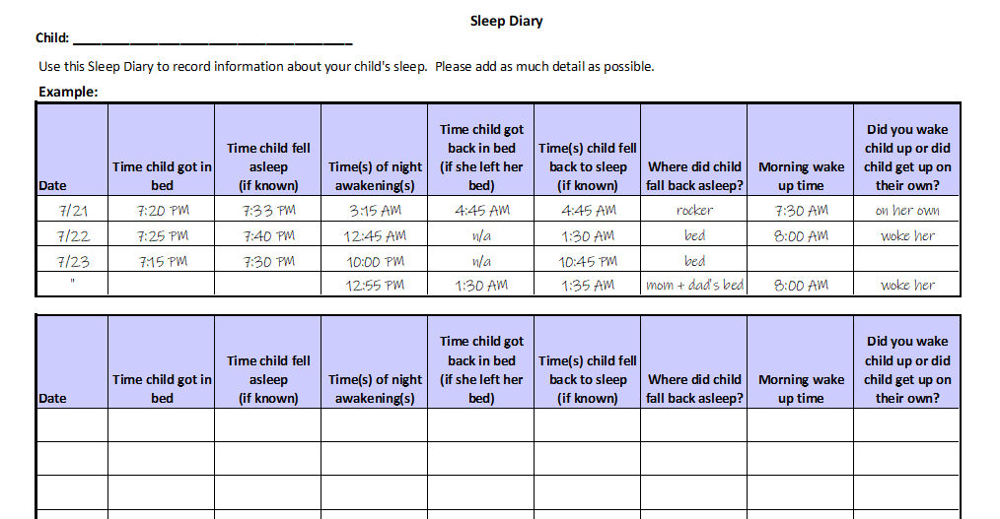 Sleep Diary
Child: ___________________________________
Use this Sleep Diary to record information about your child's sleep.  Please add as much detail as possible.
Example:
Date | Time child got in bed | Time child fell asleep (if known) | Time(s) of night awakening(s) | Time child got back in bed (if she left her bed) | Time(s) child fell back to sleep (if known) | Where did child fall back asleep? | Morning wake up time | Did you wake child up or did child get up on their own?
7/21 | 7:20 PM | 7:33 PM | 3:15 AM | 4:45 AM | 4:45 AM | rocker | 7:30 AM | on her own
7/22 | 7:25 PM | 7:40 PM | 12:45 AM | n/a | 1:30 AM | bed | 8:00 AM | woke her
7/23 | 7:15 PM | 7:30 PM | 10:00 PM | n/a | 10:45 PM | bed
" | 12:55 PM | 1:30 AM | 1:35 AM | mom + dad's bed | 8:00 AM | woke her
Date | Time child got in bed | Time child fell asleep (if known) | Time(s) of night awakening(s) | Time child got back in bed (if she left her bed) | Time(s) child fell back to sleep (if known) | Where did child fall back asleep? | Morning wake up time | Did you wake child up or did child get up on their own?